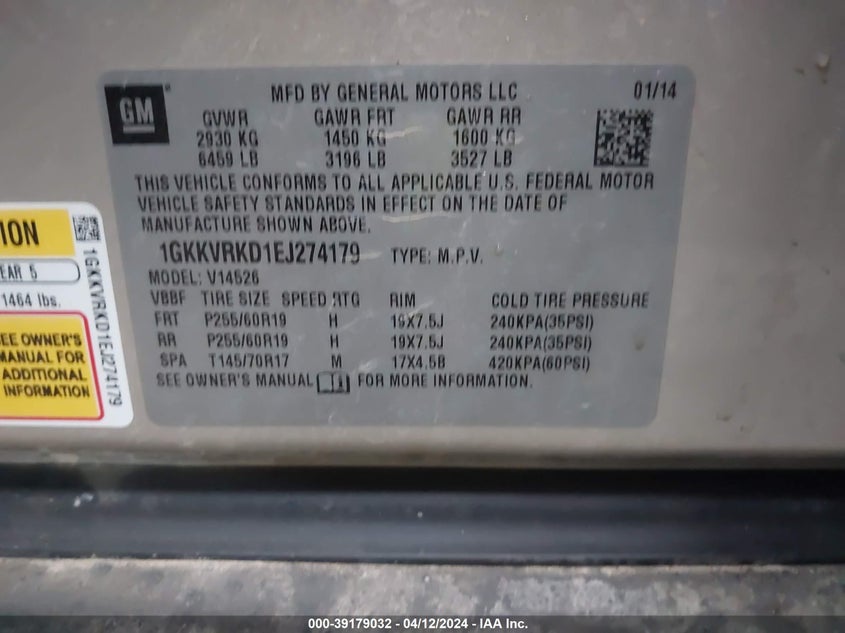 GM
MFD BY GENERAL MOTORS LLC 01/14
GVWR GAWR FRT GAWR RR
2930 KG 1450 KG 1600 KG
6459 LB 3196 LB 3527 LB
THIS VEHICLE CONFORMS TO ALL APPLICABLE U.S. FEDERAL MOTOR
VEHICLE SAFETY STANDARDS IN EFFECT ON THE DATE OF
MANUFACTURE SHOWN ABOVE.
1GKKVRKD1EJ274179 TYPE: M.P.V.
MODEL: V14526
VBBF TIRE SIZE SPEED RTG RIM COLD TIRE PRESSURE
FRT P255/60R19 H 19X7.5J 240KPA(35PSI)
RR P255/60R19 H 19X7.5J 240KPA(35PSI)
SPA T145/70R17 M 17X4.5B 420KPA(60PSI)
SEE OWNER'S MANUAL FOR MORE INFORMATION.
TION
EAR 5
1464 lbs.
SEE OWNER'S
MANUAL FOR
ADDITIONAL
INFORMATION
1GKKVRKD1EJ274179
000-39179032 - 04/12/2024 - IAA Inc.